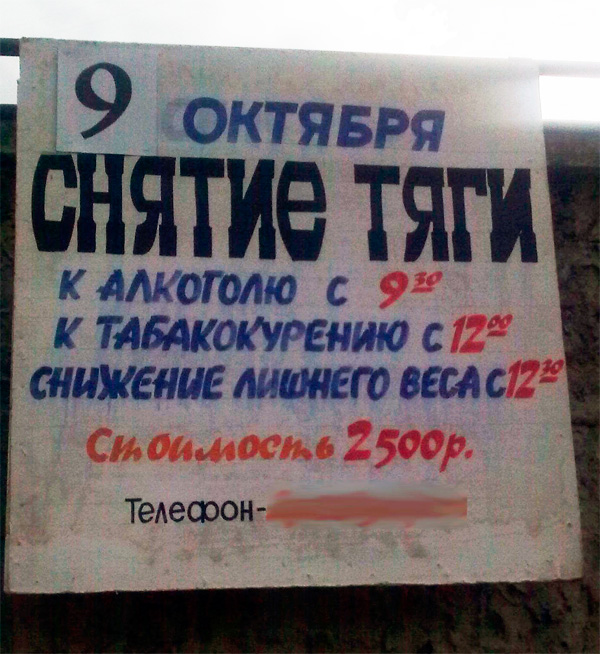 9 ОКТЯБРЯ
СНЯТИЕ ТЯГИ
К АЛКОГОЛЮ С 9³⁰
К ТАБАКОКУРЕНИЮ С 12⁰⁰
СНИЖЕНИЕ ЛИШНЕГО ВЕСА С 12³⁰
Стоимость 2500р.
Телефон-